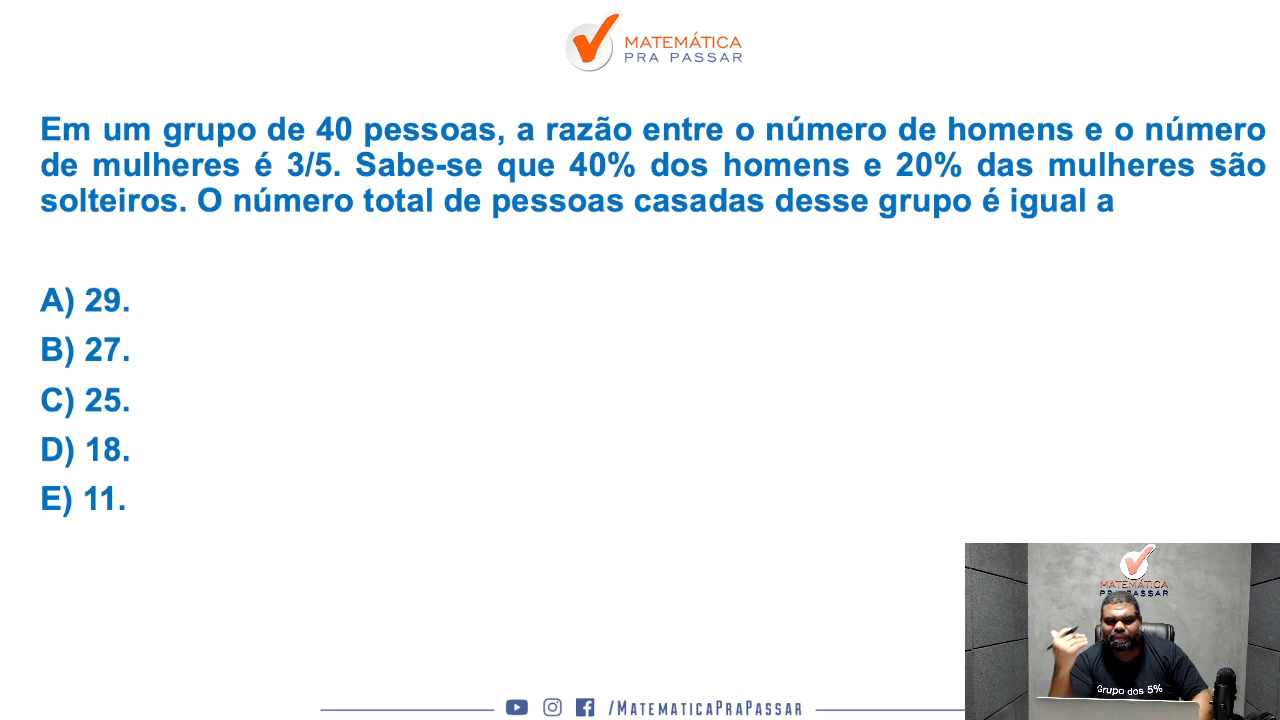 MATEMÁTICA
PRA PASSAR
Em um grupo de 40 pessoas, a razão entre o número de homens e o número
de mulheres é 3/5. Sabe-se que 40% dos homens e 20% das mulheres são
solteiros. O número total de pessoas casadas desse grupo é igual a
A) 29.
B) 27.
C) 25.
D) 18.
E) 11.
MATEMÁTICA
PRA PASSAR
Grupo dos 5%
/MATEMATICAPRAPASSAR